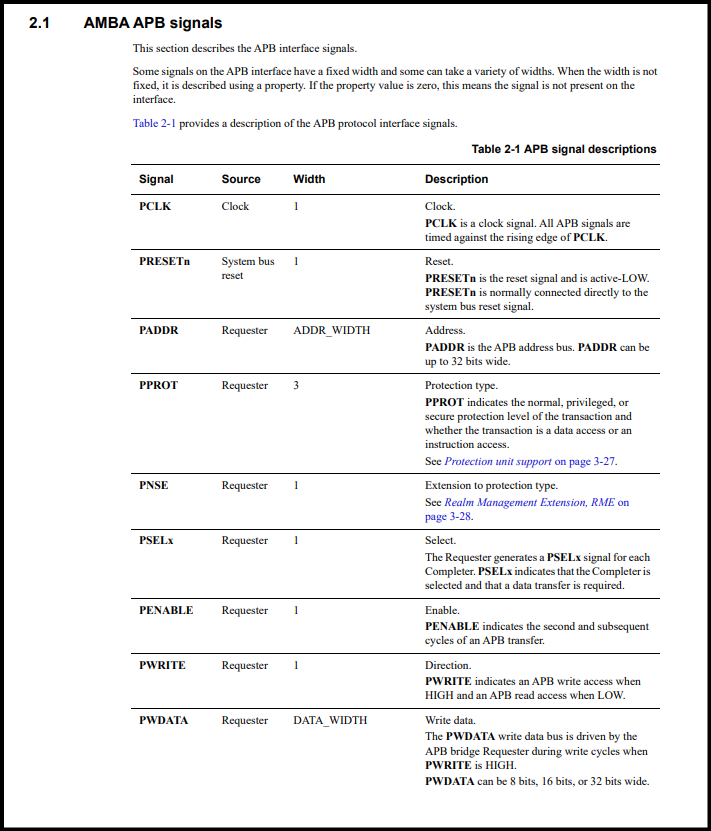 2.1 AMBA APB signals
This section describes the APB interface signals.
Some signals on the APB interface have a fixed width and some can take a variety of widths. When the width is not
fixed, it is described using a property. If the property value is zero, this means the signal is not present on the
interface.
Table 2-1 provides a description of the APB protocol interface signals.
Table 2-1 APB signal descriptions
Signal Source Width Description
PCLK Clock 1 Clock.
PCLK is a clock signal. All APB signals are
timed against the rising edge of PCLK.
PRESETn System bus 1 Reset.
reset
PRESETn is the reset signal and is active-LOW.
PRESETn is normally connected directly to the
system bus reset signal.
PADDR Requester ADDR_WIDTH Address.
PADDR is the APB address bus. PADDR can be
up to 32 bits wide.
PPROT Requester 3 Protection type.
PPROT indicates the normal, privileged, or
secure protection level of the transaction and
whether the transaction is a data access or an
instruction access.
See Protection unit support on page 3-27.
PNSE Requester 1 Extension to protection type.
See Realm Management Extension, RME on
page 3-28.
PSELx Requester 1 Select.
The Requester generates a PSELx signal for each
Completer. PSELx indicates that the Completer is
selected and that a data transfer is required.
PENABLE Requester 1 Enable.
PENABLE indicates the second and subsequent
cycles of an APB transfer.
PWRITE Requester 1 Direction.
PWRITE indicates an APB write access when
HIGH and an APB read access when LOW.
PWDATA Requester DATA_WIDTH Write data.
The PWDATA write data bus is driven by the
APB bridge Requester during write cycles when
PWRITE is HIGH.
PWDATA can be 8 bits, 16 bits, or 32 bits wide.